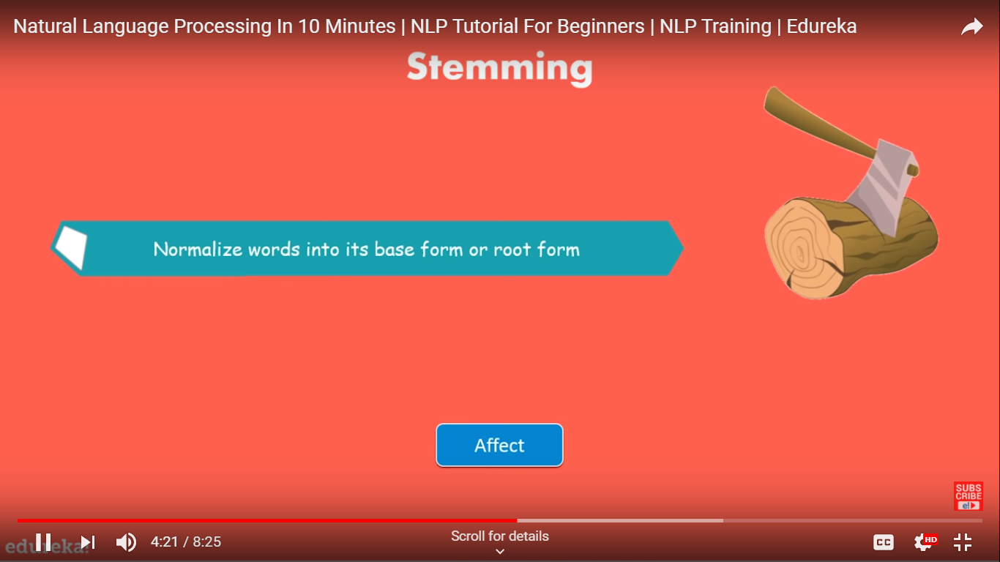 Natural Language Processing In 10 Minutes | NLP Tutorial For Beginners | NLP Training | Edureka
Stemming
Normalize words into its base form or root form
Affect
SUBS
CRIBE
e!
Scroll for details
edureka!
4:21 / 8:25
CC
HD